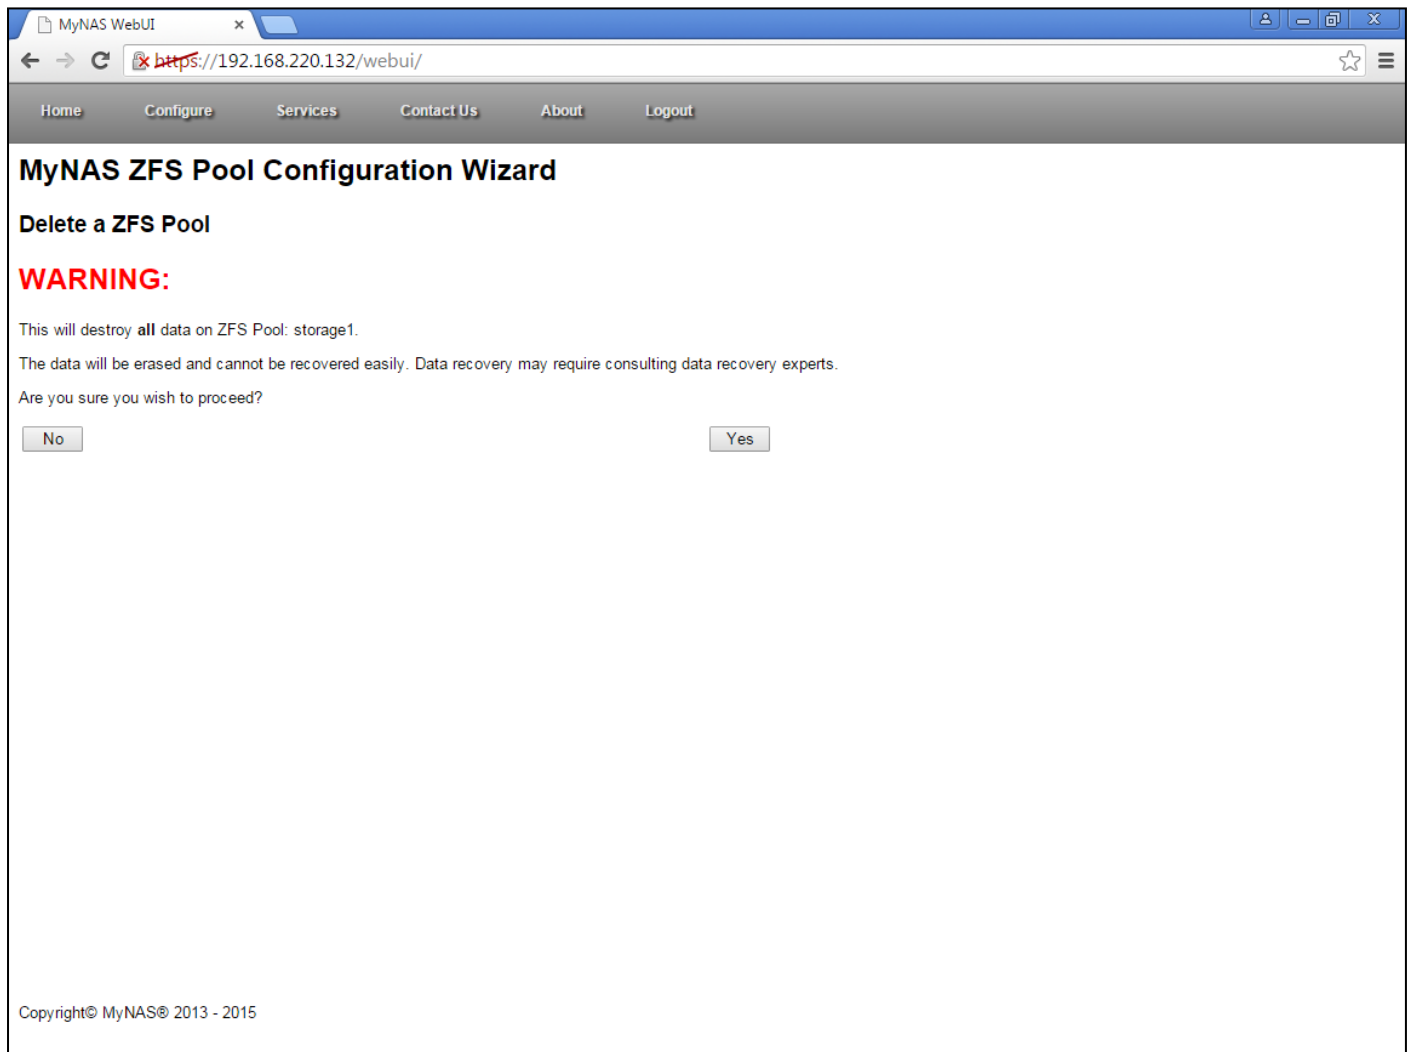 MyNAS WebUI
https://192.168.220.132/webui/
Home Configure Services Contact Us About Logout
MyNAS ZFS Pool Configuration Wizard
Delete a ZFS Pool
WARNING:
This will destroy all data on ZFS Pool: storage1.
The data will be erased and cannot be recovered easily. Data recovery may require consulting data recovery experts.
Are you sure you wish to proceed?
No Yes
Copyright© MyNAS® 2013 - 2015